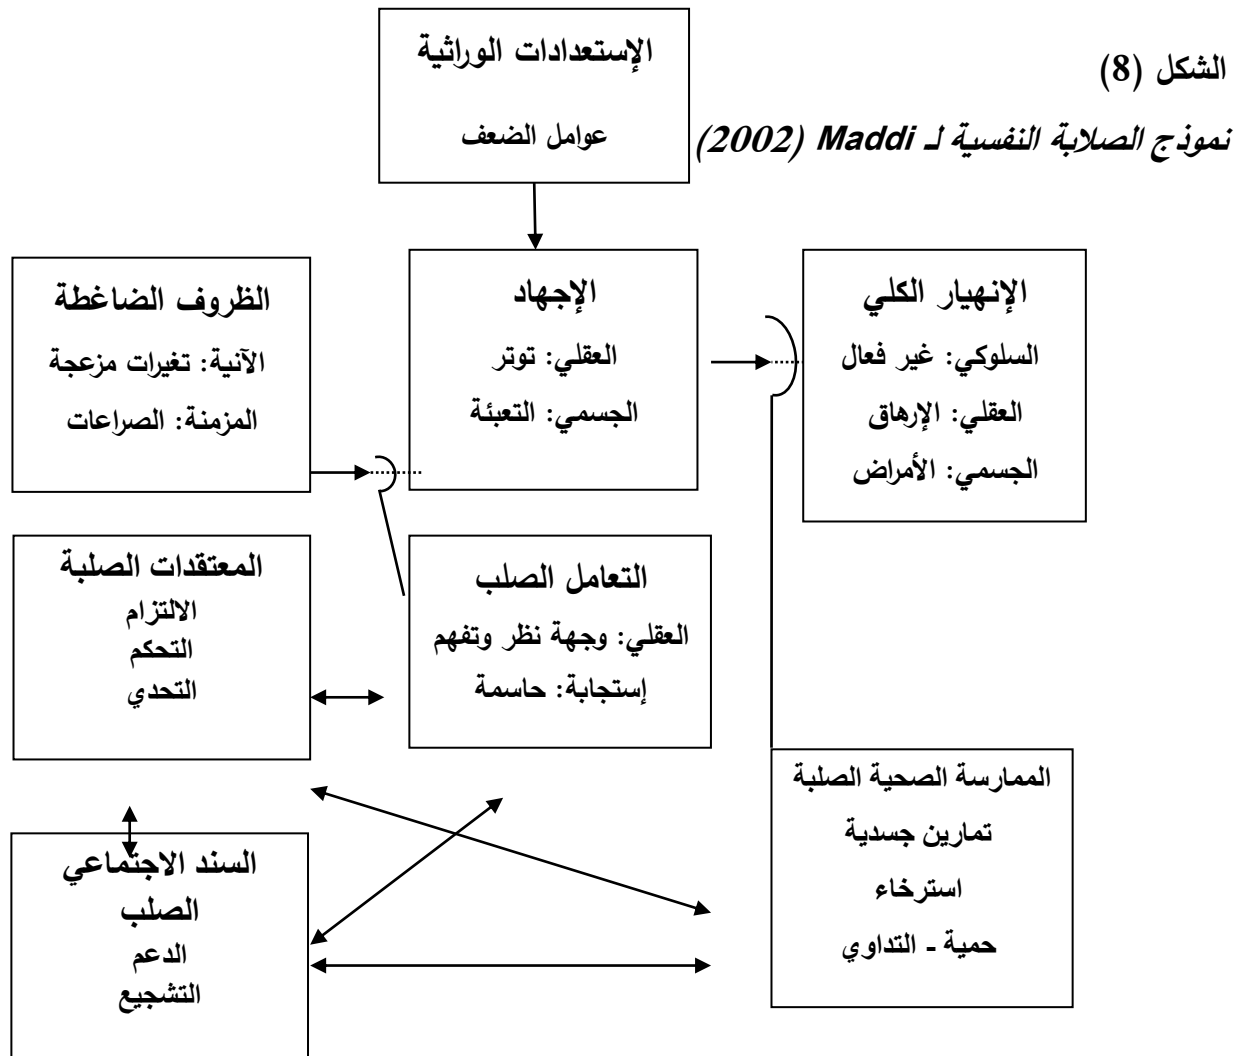 الشكل (8)
نموذج الصلابة النفسية لـ Maddi (2002)
الإستعدادات الوراثية
عوامل الضعف
الظروف الضاغطة
الآنية: تغيرات مزعجة
المزمنة: الصراعات
الإجهاد
العقلي: توتر
الجسمي: التعبئة
الإنهيار الكلي
السلوكي: غير فعال
العقلي: الإرهاق
الجسمي: الأمراض
المعتقدات الصلبة
الالتزام
التحكم
التحدي
التعامل الصلب
العقلي: وجهة نظر وتفهم
إستجابة: حاسمة
الممارسة الصحية الصلبة
تمارين جسدية
استرخاء
حمية - التداوي
السند الاجتماعي
الصلب
الدعم
التشجيع